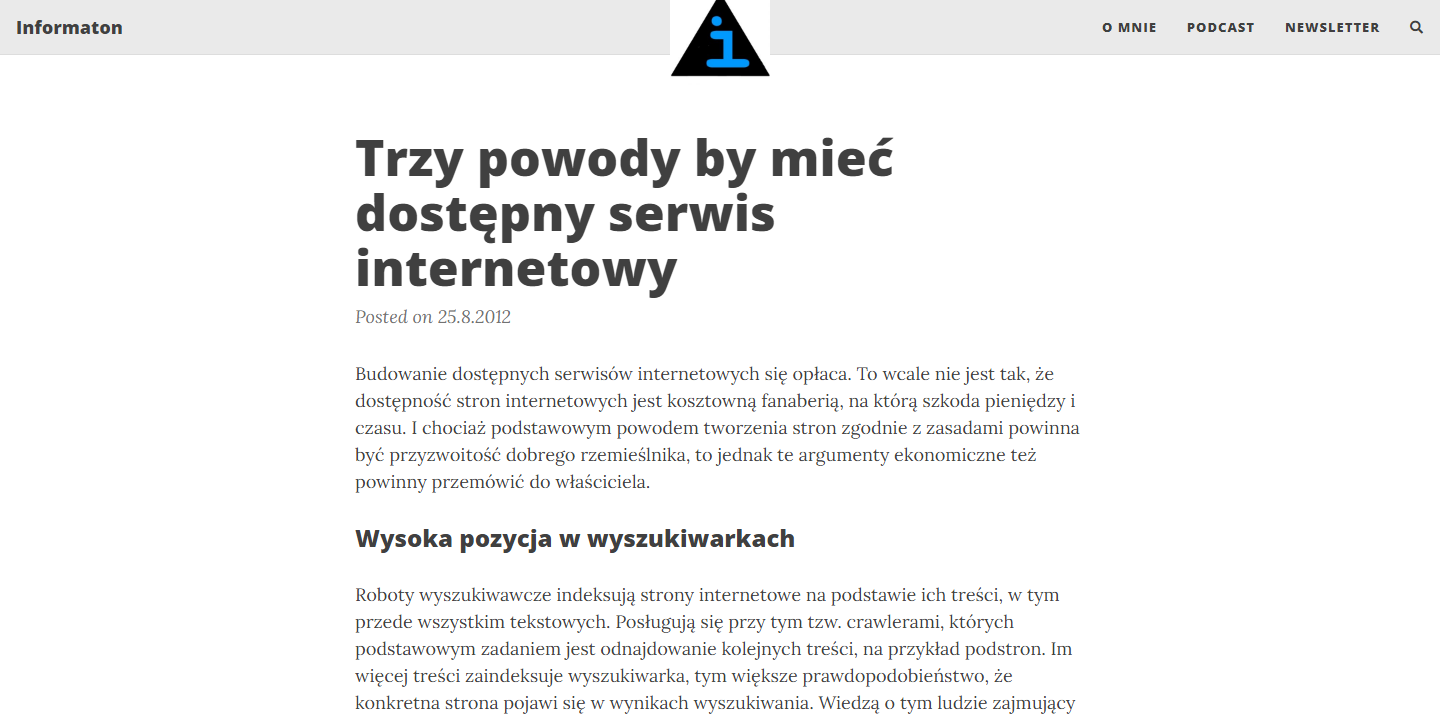 Informaton
i
O MNIE
PODCAST
NEWSLETTER
Trzy powody by mieć
dostępny serwis
internetowy
Posted on 25.8.2012
Budowanie dostępnych serwisów internetowych się opłaca. To wcale nie jest tak, że
dostępność stron internetowych jest kosztowną fanaberią, na którą szkoda pieniędzy i
czasu. I chociaż podstawowym powodem tworzenia stron zgodnie z zasadami powinna
być przyzwoitość dobrego rzemieślnika, to jednak te argumenty ekonomiczne też
powinny przemówić do właściciela.
Wysoka pozycja w wyszukiwarkach
Roboty wyszukiwawcze indeksują strony internetowe na podstawie ich treści, w tym
przede wszystkim tekstowych. Posługują się przy tym tzw. crawlerami, których
podstawowym zadaniem jest odnajdowanie kolejnych treści, na przykład podstron. Im
więcej treści zaindeksuje wyszukiwarka, tym większe prawdopodobieństwo, że
konkretna strona pojawi się w wynikach wyszukiwania. Wiedzą o tym ludzie zajmujący